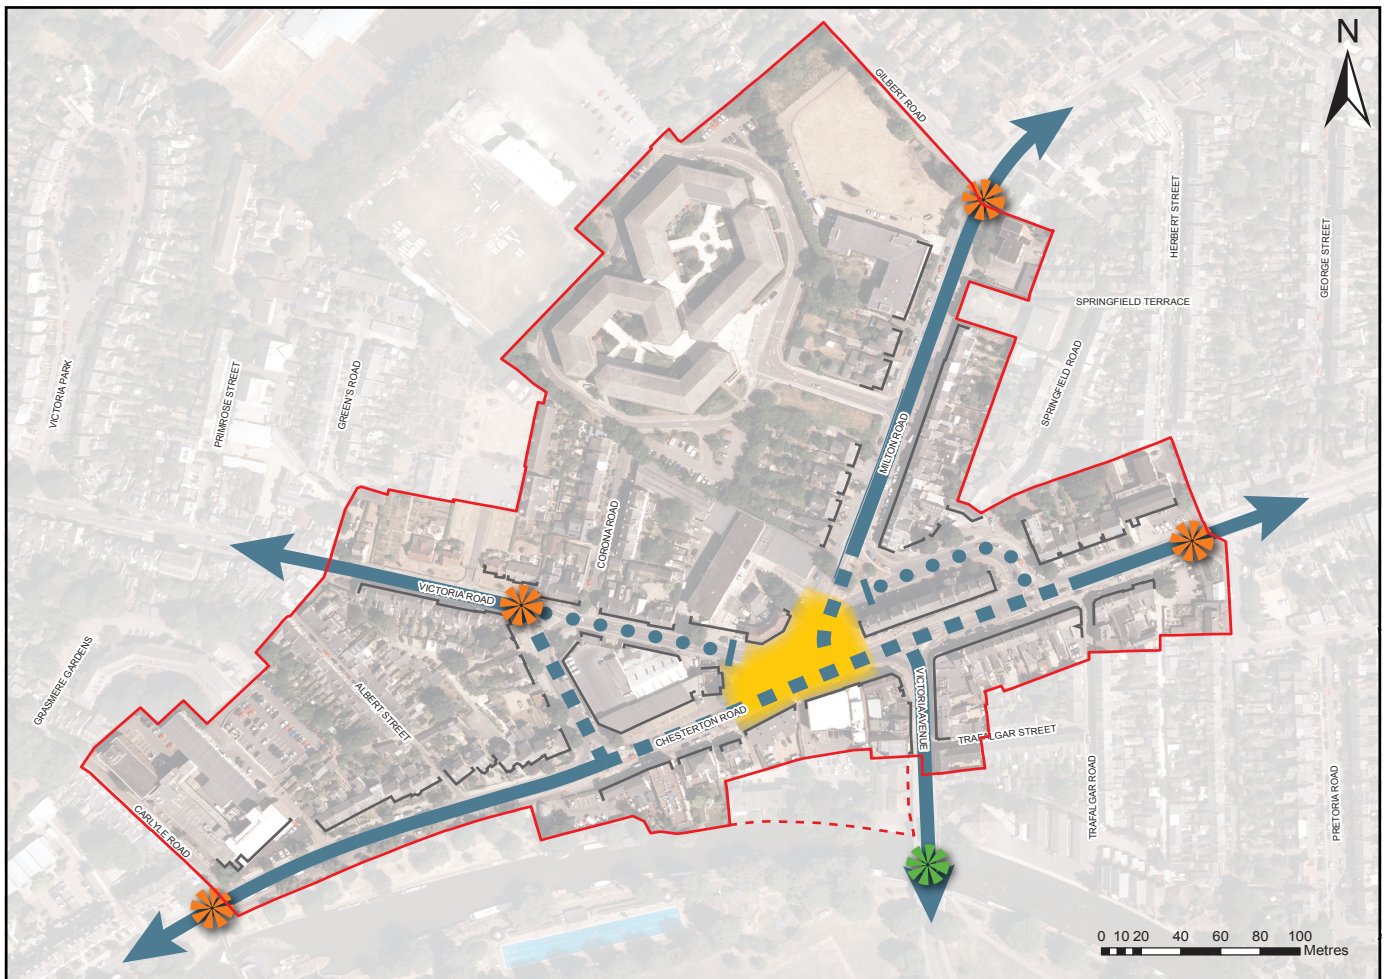 N
GILBERT ROAD
HERBERT STREET
GEORGE STREET
SPRINGFIELD TERRACE
SPRINGFIELD ROAD
VICTORIA PARK
PRIMROSE STREET
GREEN'S ROAD
MILTON ROAD
CORONA ROAD
VICTORIA ROAD
GRASMERE GARDENS
ALBERT STREET
CHESTERTON ROAD
VICTORIA AVENUE
TRAFALGAR STREET
TRAFALGAR ROAD
PRETORIA ROAD
CARLYLE ROAD
0 10 20 40 60 80 100
Metres